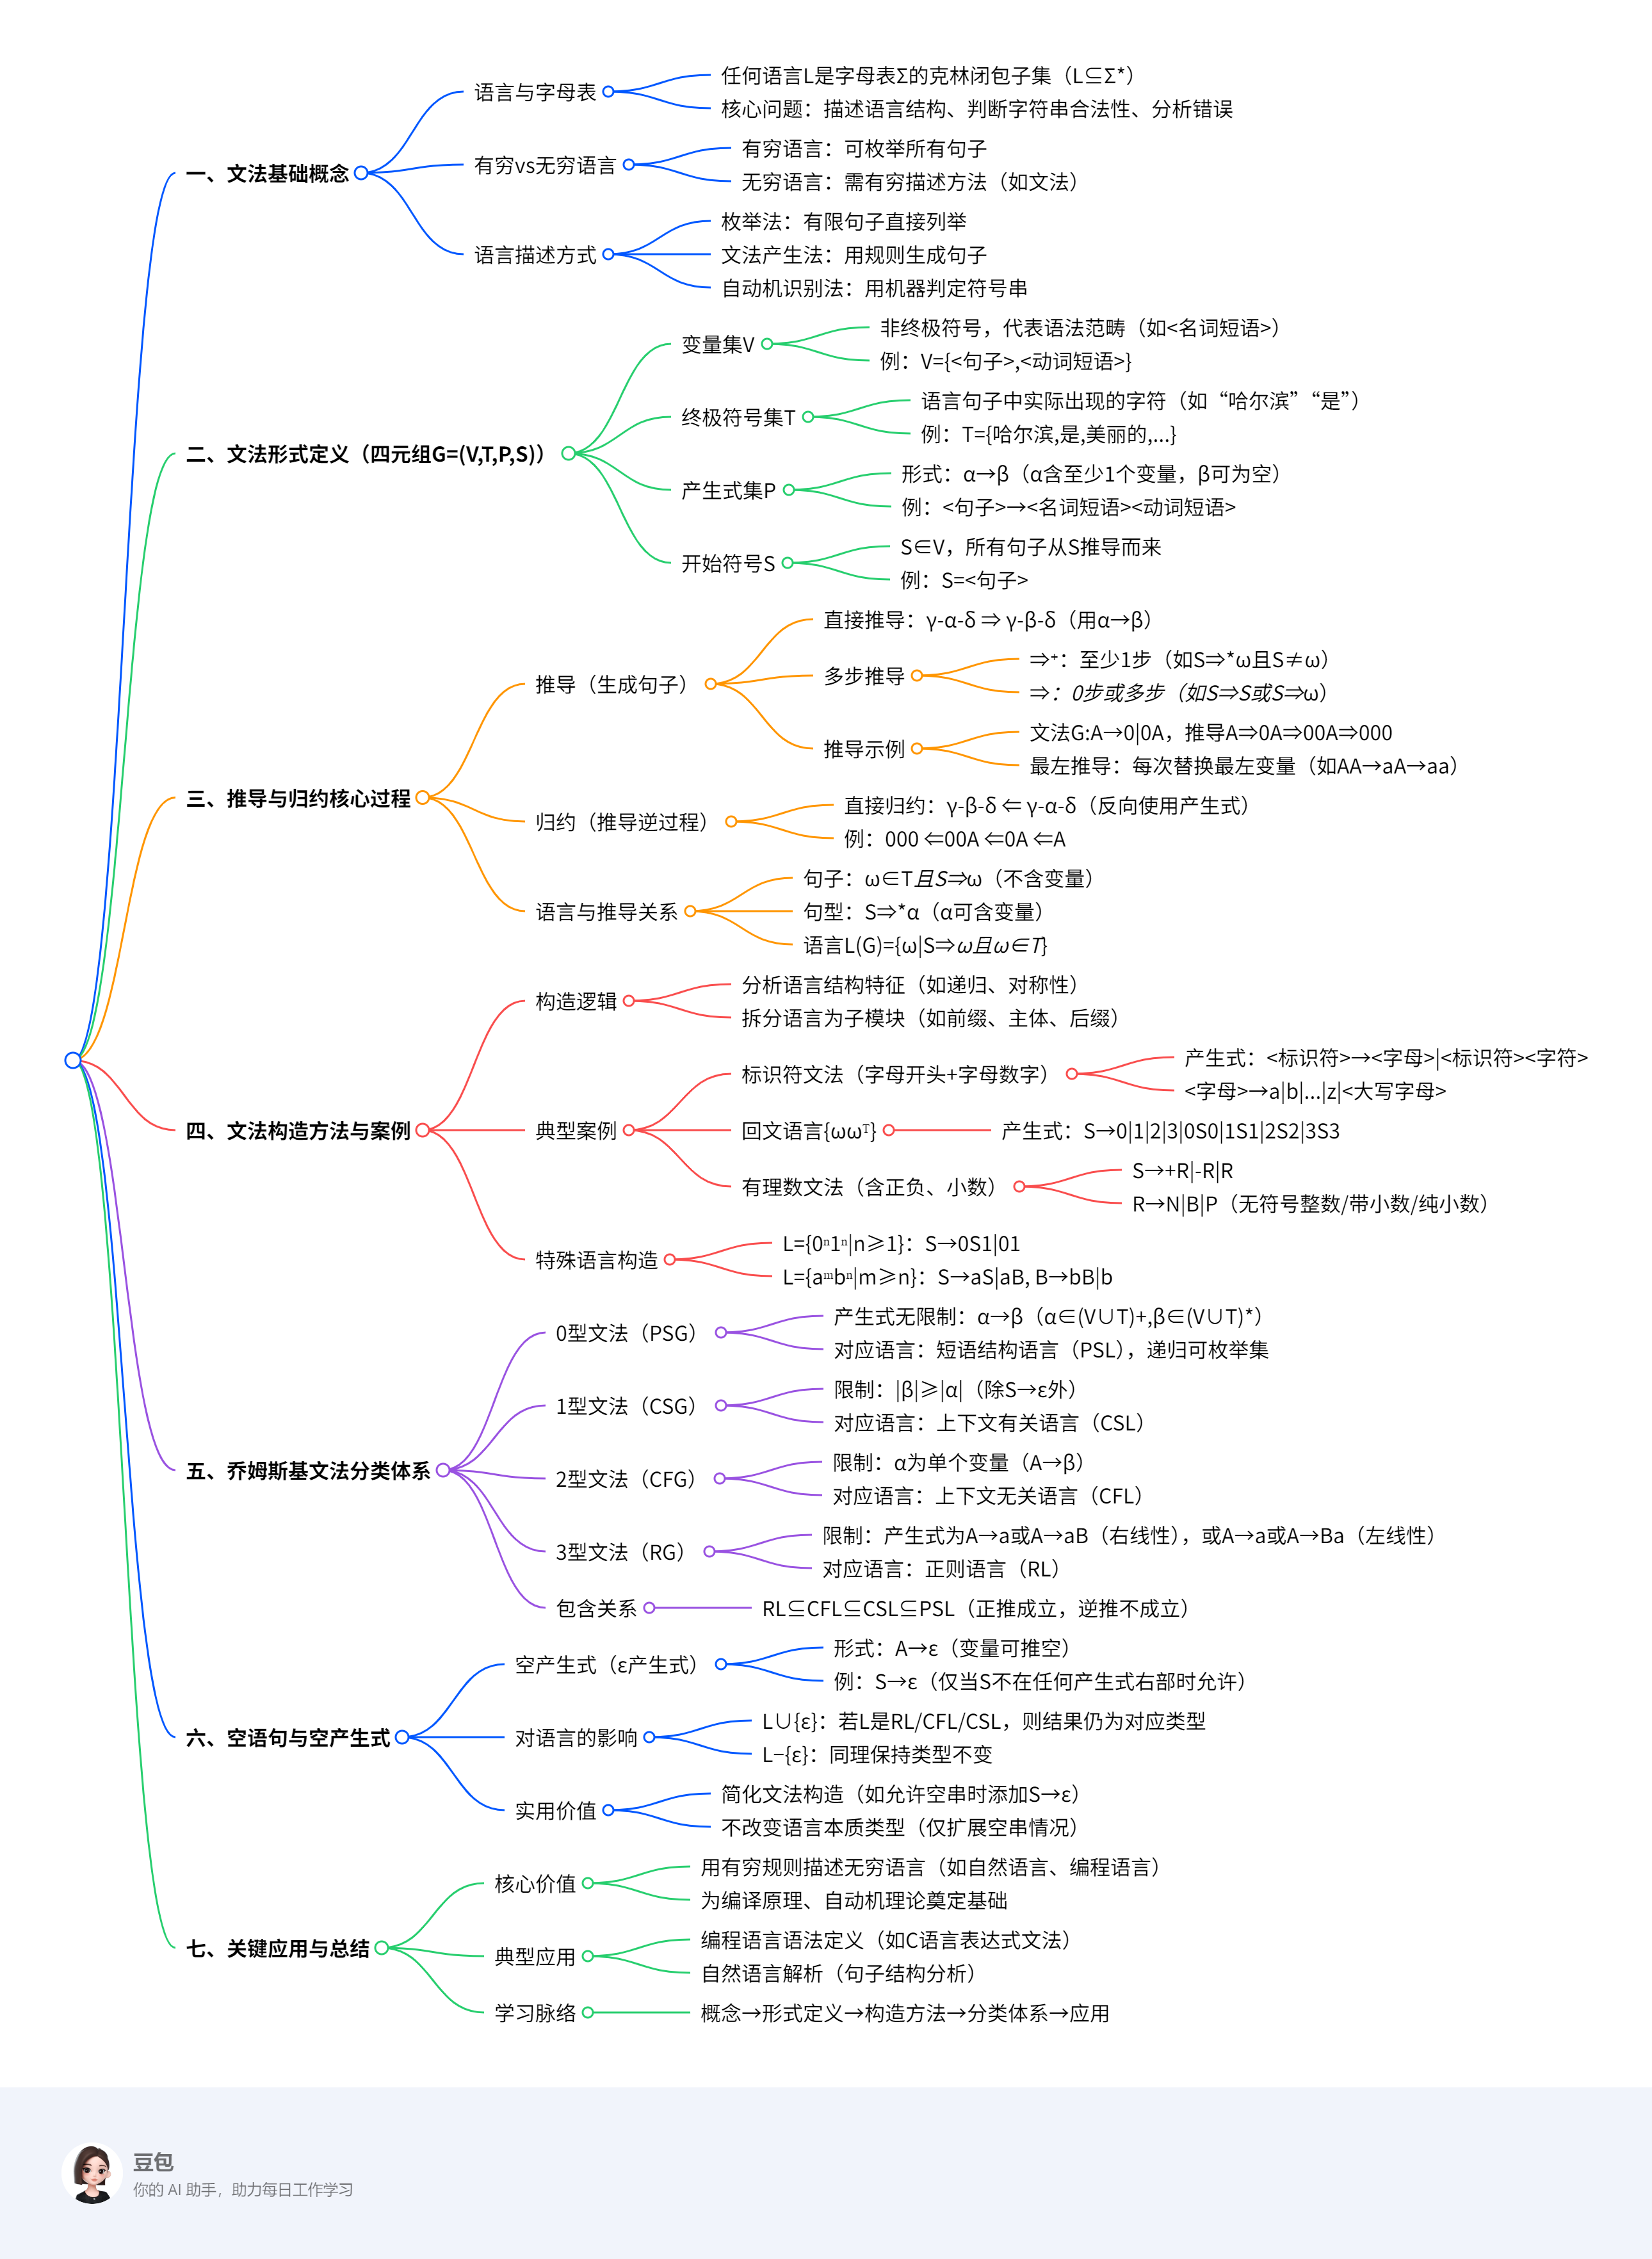 一、文法基础概念
语言与字母表
任何语言L是字母表Σ的克林闭包子集（L⊆Σ*）
核心问题：描述语言结构、判断字符串合法性、分析错误
有穷vs无穷语言
有穷语言：可枚举所有句子
无穷语言：需有穷描述方法（如文法）
语言描述方式
枚举法：有限句子直接列举
文法产生法：用规则生成句子
自动机识别法：用机器判定符号串
二、文法形式定义（四元组G=(V,T,P,S)）
变量集V
非终极符号，代表语法范畴（如<名词短语>）
例：V={<句子>,<动词短语>}
终极符号集T
语言句子中实际出现的字符（如“哈尔滨”“是”）
例：T={哈尔滨,是,美丽的,...}
产生式集P
形式：α→β（α含至少1个变量，β可为空）
例：<句子>→<名词短语><动词短语>
开始符号S
S∈V，所有句子从S推导而来
例：S=<句子>
三、推导与归约核心过程
推导（生成句子）
直接推导：γ-α-δ ⇒ γ-β-δ（用α→β）
多步推导
⇒⁺：至少1步（如S⇒*ω且S≠ω）
⇒：0步或多步（如S⇒S或S⇒ω）
推导示例
文法G:A→0|0A，推导A⇒0A⇒00A⇒000
最左推导：每次替换最左变量（如AA→aA→aa）
归约（推导逆过程）
直接归约：γ-β-δ ⇐ γ-α-δ（反向使用产生式）
例：000 ⇐00A ⇐0A ⇐A
语言与推导关系
句子：ω∈T且S⇒ω（不含变量）
句型：S⇒*α（α可含变量）
语言L(G)={ω|S⇒ω且ω∈T}
四、文法构造方法与案例
构造逻辑
分析语言结构特征（如递归、对称性）
拆分语言为子模块（如前缀、主体、后缀）
典型案例
标识符文法（字母开头+字母数字）
产生式：<标识符>→<字母>|<标识符><字符>
<字母>→a|b|...|z|<大写字母>
回文语言{ωωᵀ}
产生式：S→0|1|2|3|0S0|1S1|2S2|3S3
有理数文法（含正负、小数）
S→+R|-R|R
R→N|B|P（无符号整数/带小数/纯小数）
特殊语言构造
L={0ⁿ1ⁿ|n≥1}：S→0S1|01
L={aᵐbⁿ|m≥n}：S→aS|aB, B→bB|b
五、乔姆斯基文法分类体系
0型文法（PSG）
产生式无限制：α→β（α∈(V∪T)+,β∈(V∪T)*）
对应语言：短语结构语言（PSL），递归可枚举集
1型文法（CSG）
限制：|β|≥|α|（除S→ε外）
对应语言：上下文有关语言（CSL）
2型文法（CFG）
限制：α为单个变量（A→β）
对应语言：上下文无关语言（CFL）
3型文法（RG）
限制：产生式为A→a或A→aB（右线性），或A→a或A→Ba（左线性）
对应语言：正则语言（RL）
包含关系
RL⊆CFL⊆CSL⊆PSL（正推成立，逆推不成立）
六、空语句与空产生式
空产生式（ε产生式）
形式：A→ε（变量可推空）
例：S→ε（仅当S不在任何产生式右部时允许）
对语言的影响
L∪{ε}：若L是RL/CFL/CSL，则结果仍为对应类型
L−{ε}：同理保持类型不变
实用价值
简化文法构造（如允许空串时添加S→ε）
不改变语言本质类型（仅扩展空串情况）
七、关键应用与总结
核心价值
用有穷规则描述无穷语言（如自然语言、编程语言）
为编译原理、自动机理论奠定基础
典型应用
编程语言语法定义（如C语言表达式文法）
自然语言解析（句子结构分析）
学习脉络
概念→形式定义→构造方法→分类体系→应用
豆包
你的 AI 助手，助力每日工作学习